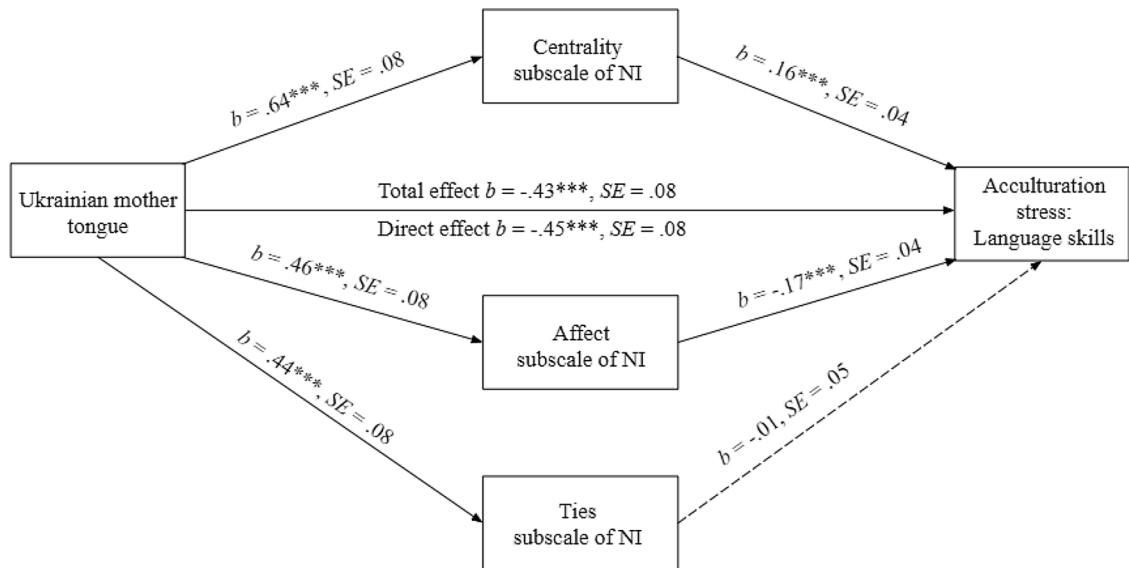 Centrality
subscale of NI
b = .64***, SE = .08
b = .16***, SE = .04
Ukrainian mother
tongue
Total effect b = -.43***, SE = .08
Direct effect b = -.45***, SE = .08
Acculturation
stress:
Language skills
b = .46***, SE = .08
b = -.17***, SE = .04
Affect
subscale of NI
b = .44***, SE = .08
b = -.01, SE = .05
Ties
subscale of NI